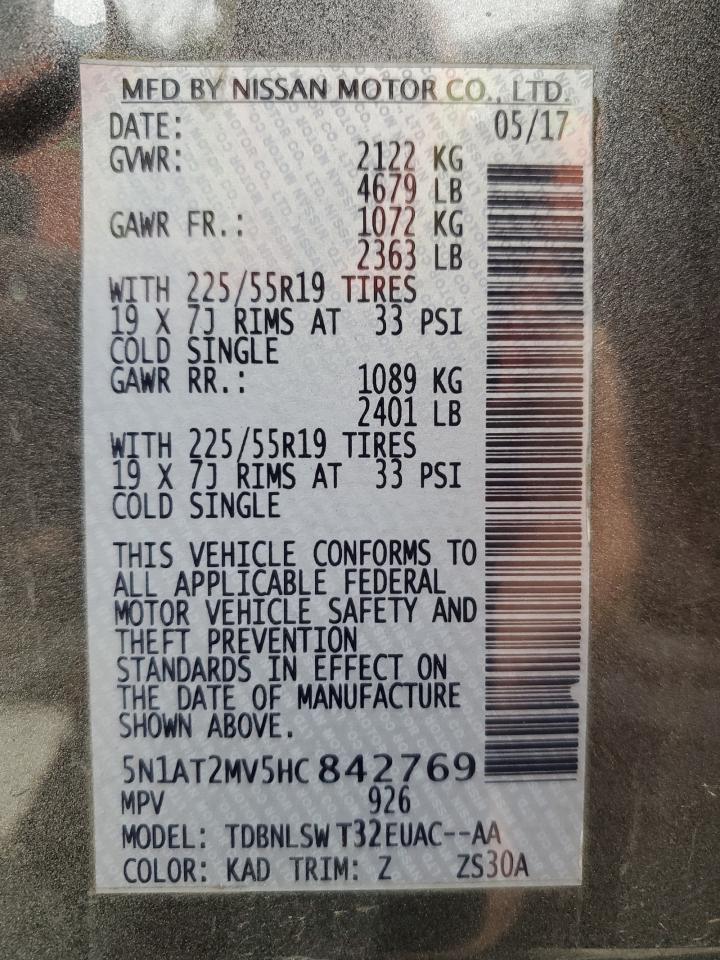 MFD BY NISSAN MOTOR CO., LTD.
DATE: 05/17
GVWR: 2122 KG
4679 LB
GAWR FR.: 1072 KG
2363 LB
WITH 225/55R19 TIRES
19 X 7J RIMS AT 33 PSI
COLD SINGLE
GAWR RR.: 1089 KG
2401 LB
WITH 225/55R19 TIRES
19 X 7J RIMS AT 33 PSI
COLD SINGLE
THIS VEHICLE CONFORMS TO
ALL APPLICABLE FEDERAL
MOTOR VEHICLE SAFETY AND
THEFT PREVENTION
STANDARDS IN EFFECT ON
THE DATE OF MANUFACTURE
SHOWN ABOVE.
5N1AT2MV5HC842769
MPV 926
MODEL: TDBNLSW T32EUAC--AA
COLOR: KAD TRIM: Z ZS30A